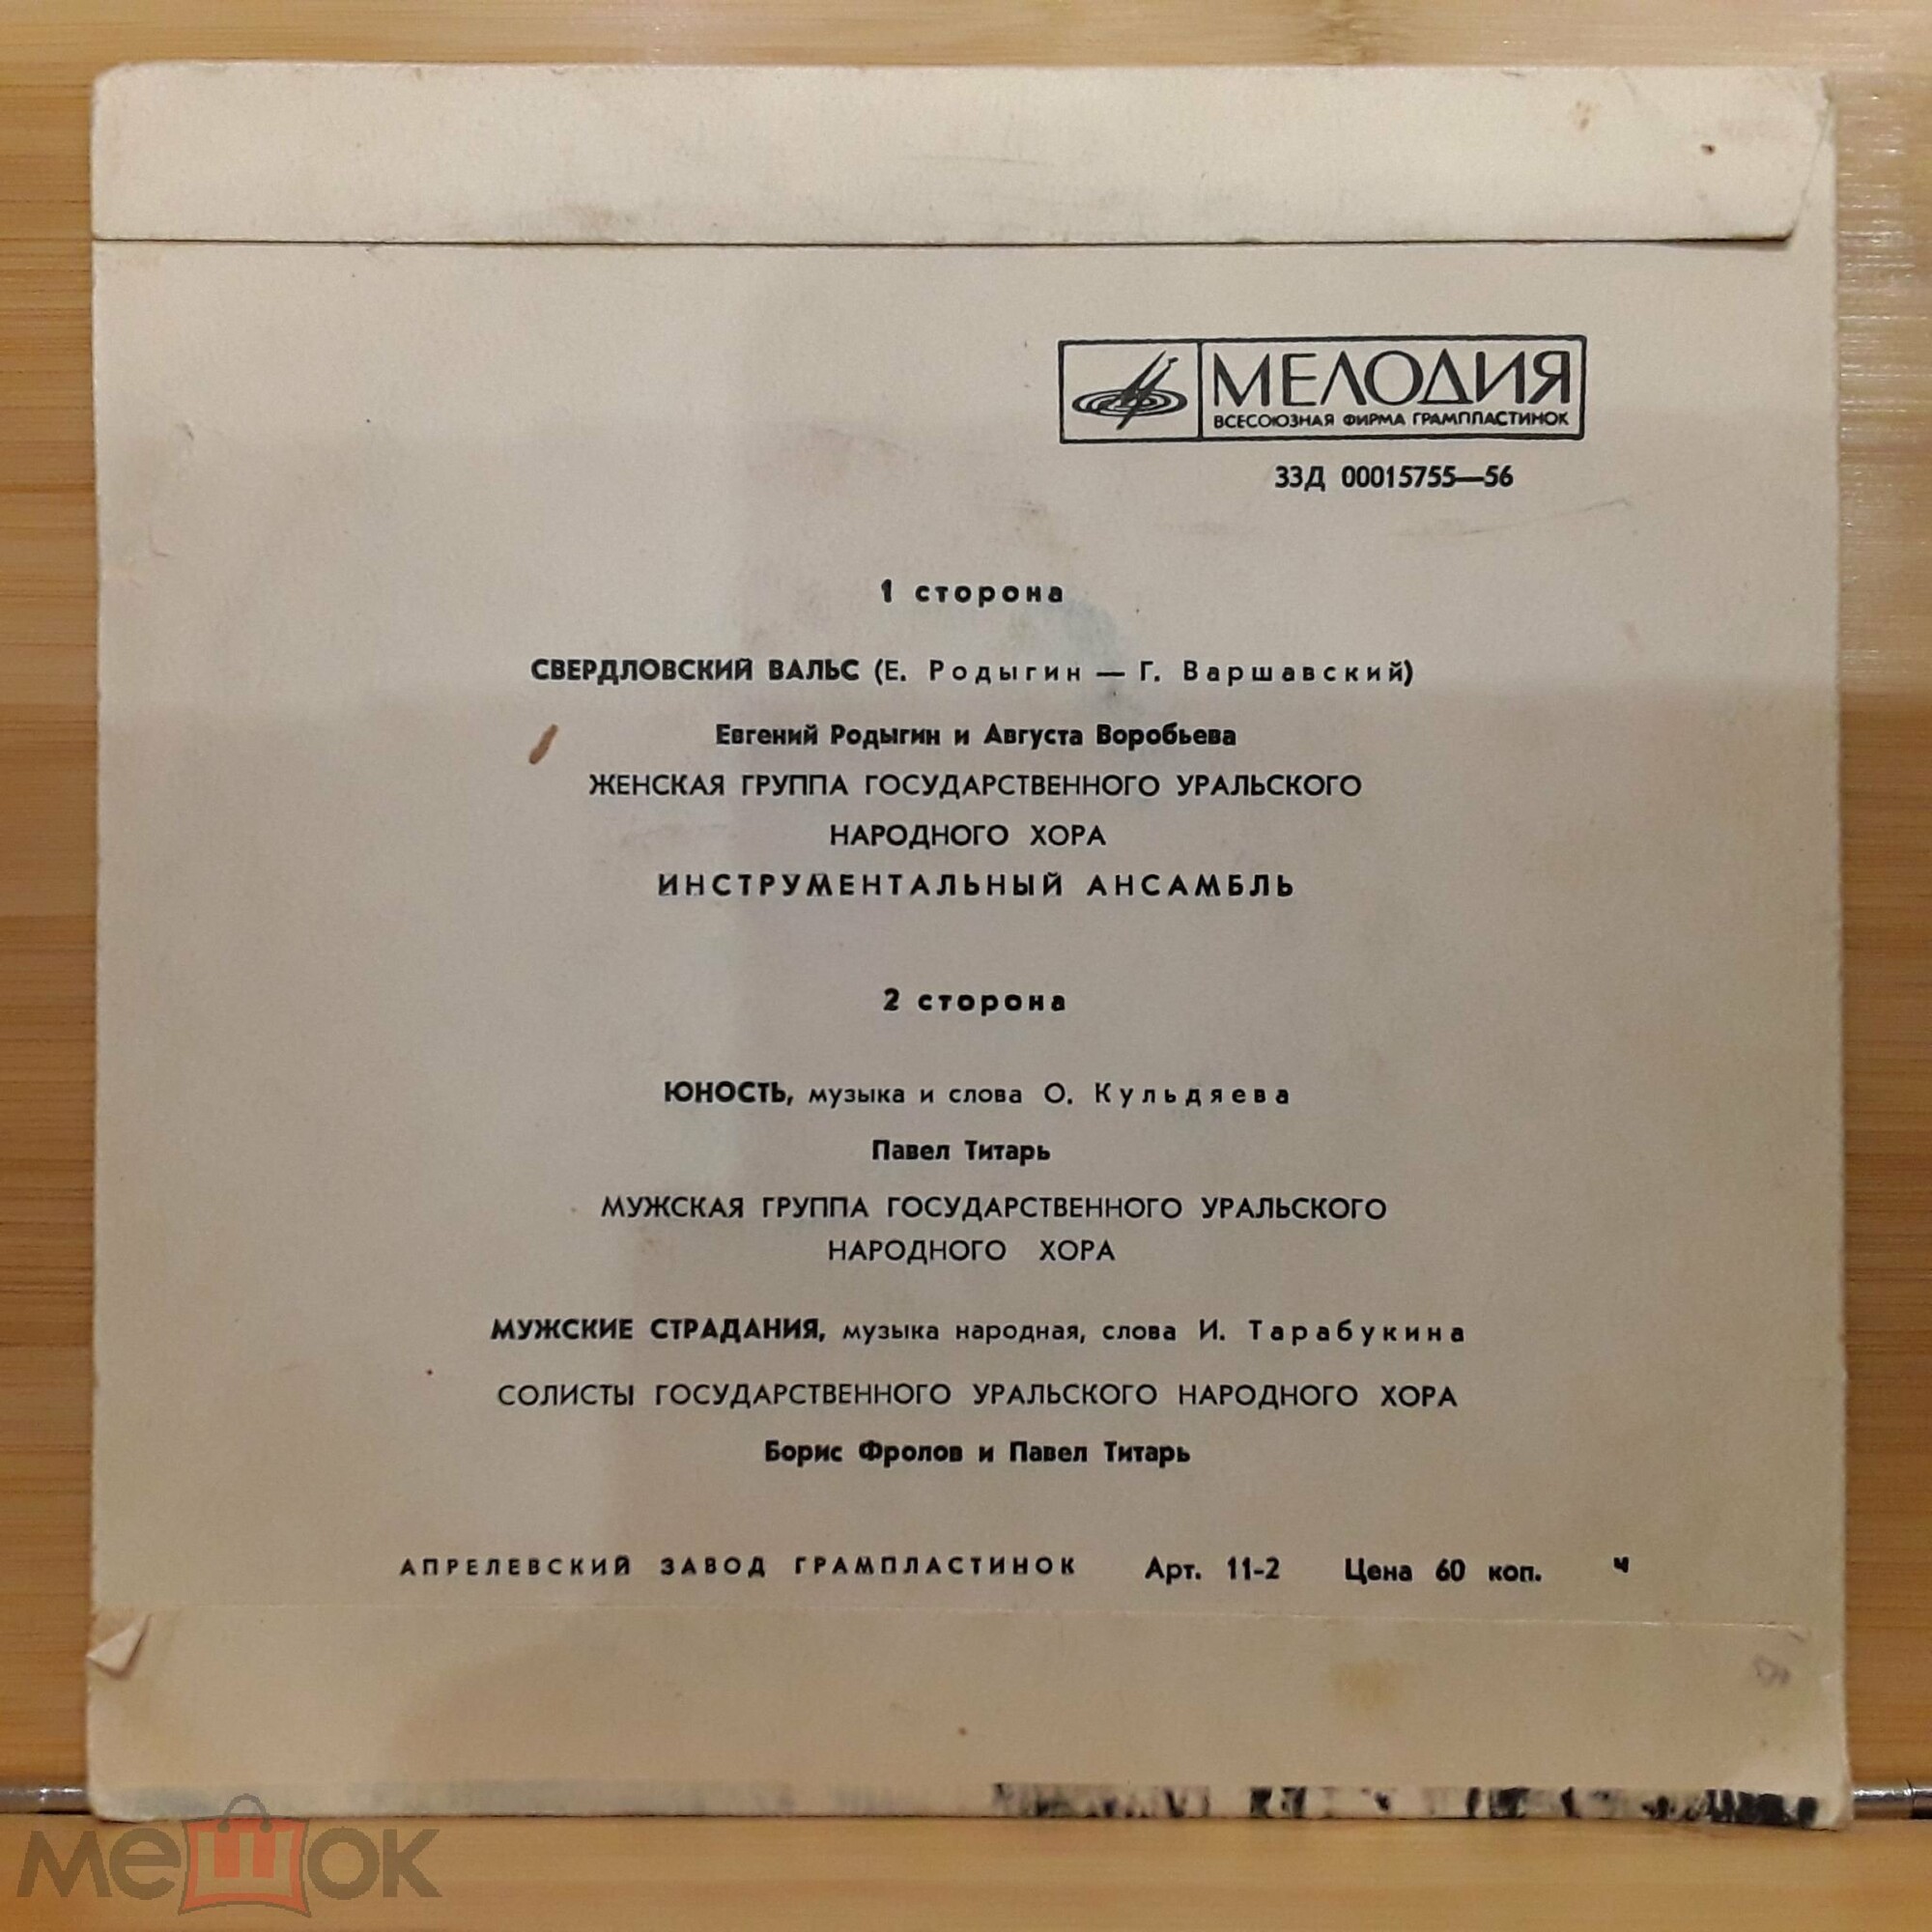 МЕЛОДИЯ
ВСЕСОЮЗНАЯ ФИРМА ГРАМПЛАСТИНОК
33Д 00015755—56
1 сторона
СВЕРДЛОВСКИЙ ВАЛЬС (Е. Родыгин — Г. Варшавский)
Евгений Родыгин и Августа Воробьева
ЖЕНСКАЯ ГРУППА ГОСУДАРСТВЕННОГО УРАЛЬСКОГО
НАРОДНОГО ХОРА
ИНСТРУМЕНТАЛЬНЫЙ АНСАМБЛЬ
2 сторона
ЮНОСТЬ, музыка и слова О. Кульдяева
Павел Титарь
МУЖСКАЯ ГРУППА ГОСУДАРСТВЕННОГО УРАЛЬСКОГО
НАРОДНОГО ХОРА
МУЖСКИЕ СТРАДАНИЯ, музыка народная, слова И. Тарабукина
СОЛИСТЫ ГОСУДАРСТВЕННОГО УРАЛЬСКОГО НАРОДНОГО ХОРА
Борис Фролов и Павел Титарь
АПРЕЛЕВСКИЙ ЗАВОД ГРАМПЛАСТИНОК Арт. 11-2 Цена 60 коп. ч
мешок